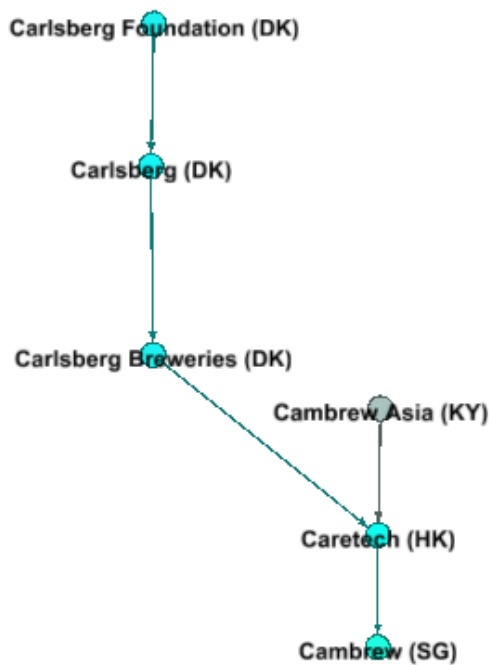 Carlsberg Foundation (DK)
Carlsberg (DK)
Carlsberg Breweries (DK)
Cambrew Asia (KY)
Caretech (HK)
Cambrew (SG)